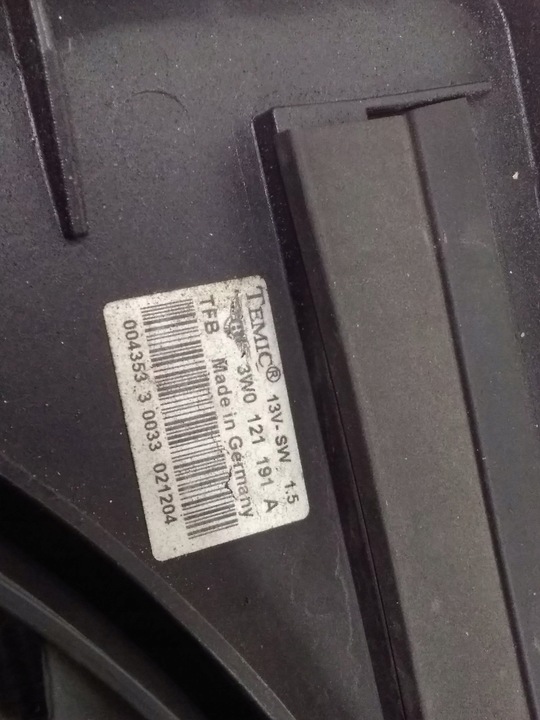 TEMIC® 13V-SW 1.5
3W0 121 191 A
TFB Made in Germany
004353 3 0033 021204